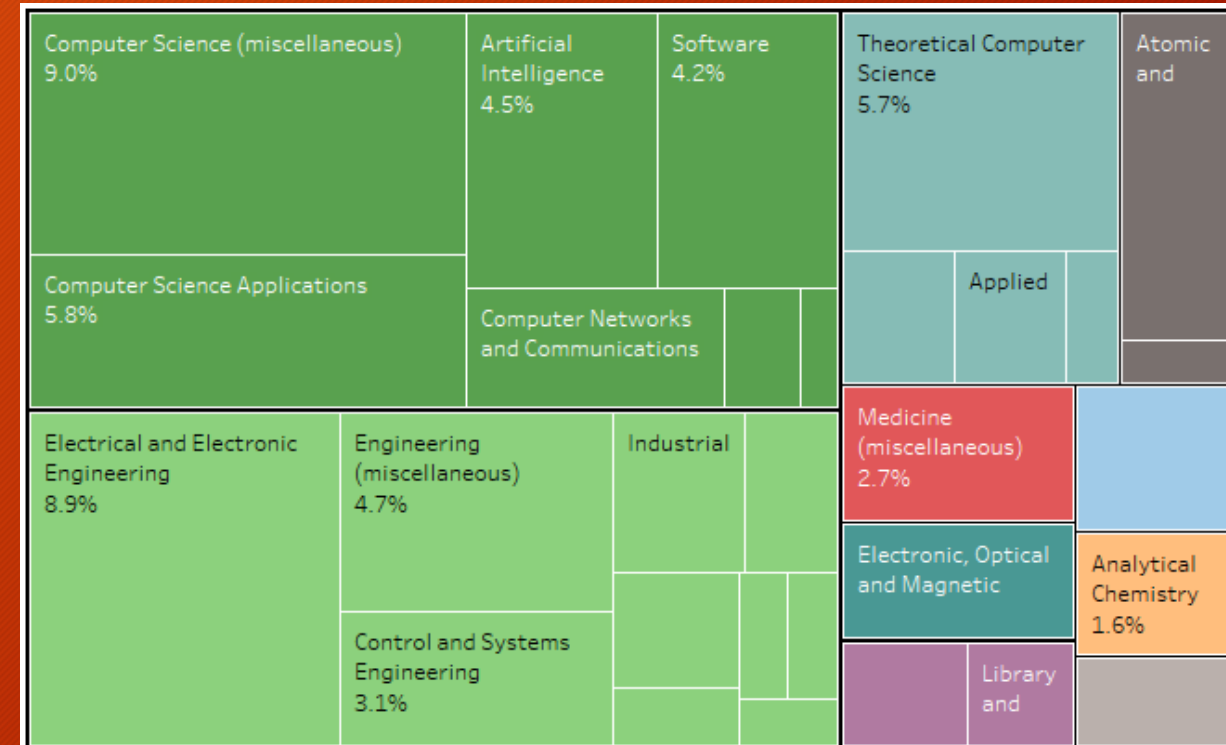 Computer Science (miscellaneous)
9.0%
Computer Science Applications
5.8%
Artificial
Intelligence
4.5%
Software
4.2%
Computer Networks
and Communications
Theoretical Computer
Science
5.7%
Applied
Atomic
and
Electrical and Electronic
Engineering
8.9%
Engineering
(miscellaneous)
4.7%
Control and Systems
Engineering
3.1%
Industrial
Medicine
(miscellaneous)
2.7%
Electronic, Optical
and Magnetic
Analytical
Chemistry
1.6%
Library
and